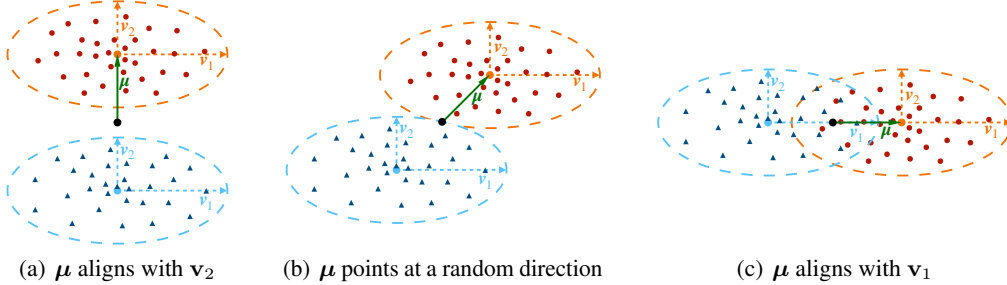 v₂
v₁
μ
v₂
v₁
v₂
v₁
μ
v₂
v₁
v₂
v₁
μ
v₂
v₁
(a) μ aligns with v₂
(b) μ points at a random direction
(c) μ aligns with v₁